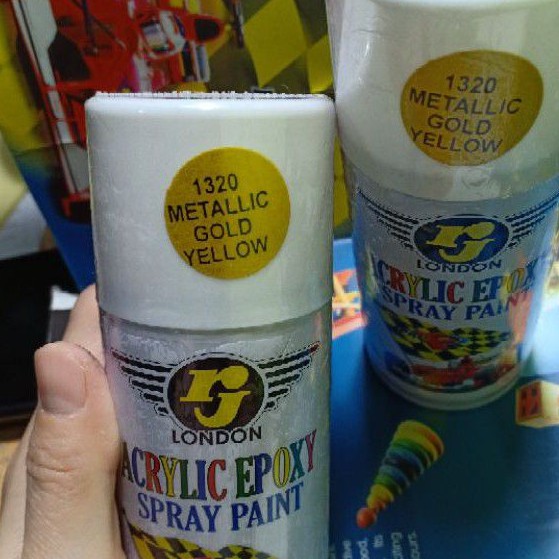 1320
METALLIC
GOLD
YELLOW
rj
LONDON
ACRYLIC EPOXY
SPRAY PAINT
1320
METALLIC
GOLD
YELLOW
rj
LONDON
ACRYLIC EPOXY
SPRAY PAINT